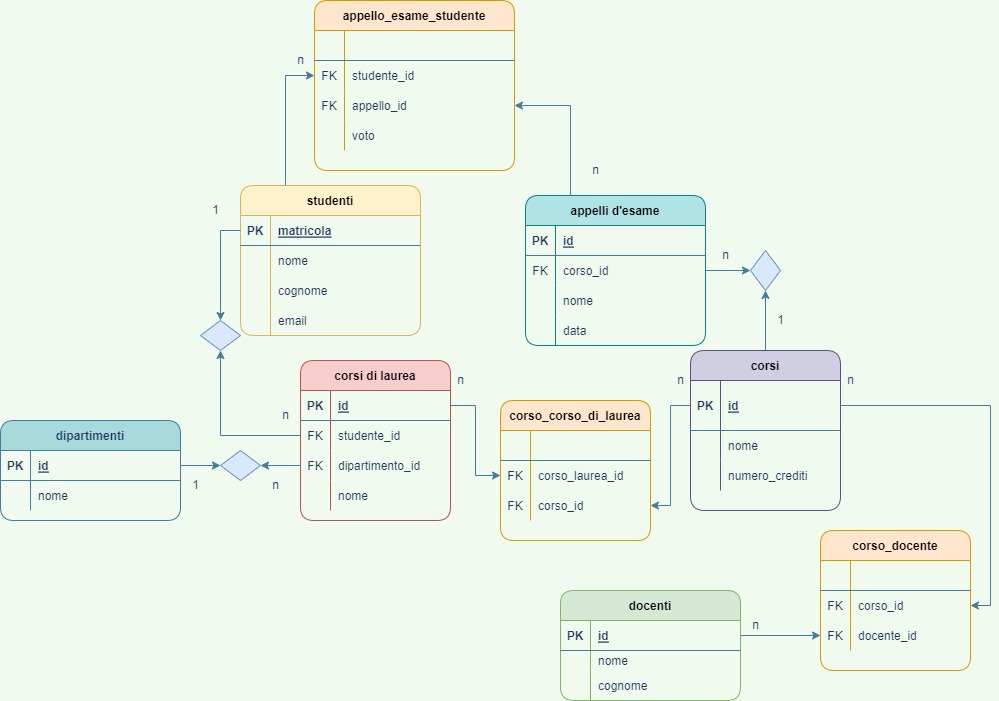 appello_esame_studente
n
FK studente_id
FK appello_id
voto
n
1
studenti
PK matricola
nome
cognome
email
appelli d'esame
PK id
FK corso_id
nome
data
n
1
corsi di laurea
PK id
FK studente_id
FK dipartimento_id
nome
n
n
n
1
dipartimenti
PK id
nome
corso_corso_di_laurea
FK corso_laurea_id
FK corso_id
corsi
PK id
nome
numero_crediti
n
n
corso_docente
FK corso_id
FK docente_id
docenti
PK id
nome
cognome
n